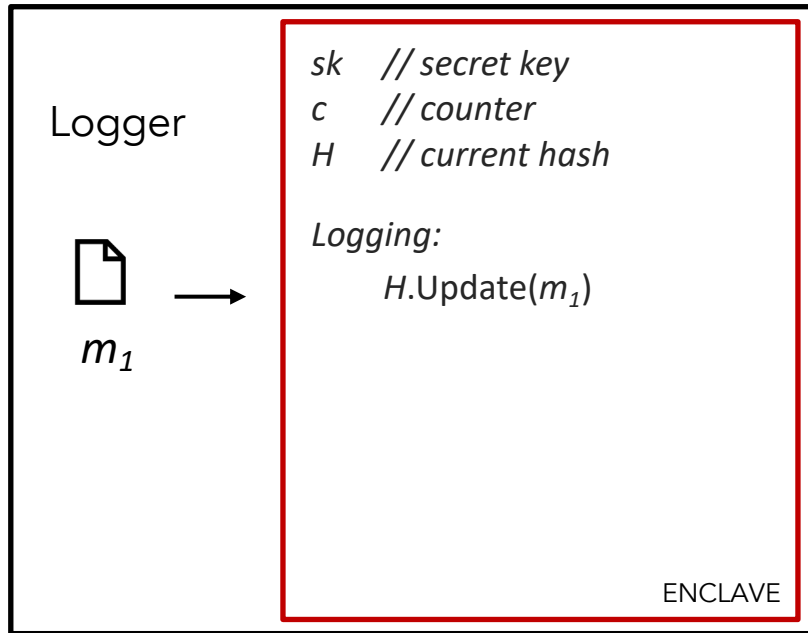 Logger
m₁
sk // secret key
c // counter
H // current hash
Logging:
H.Update(m₁)
ENCLAVE